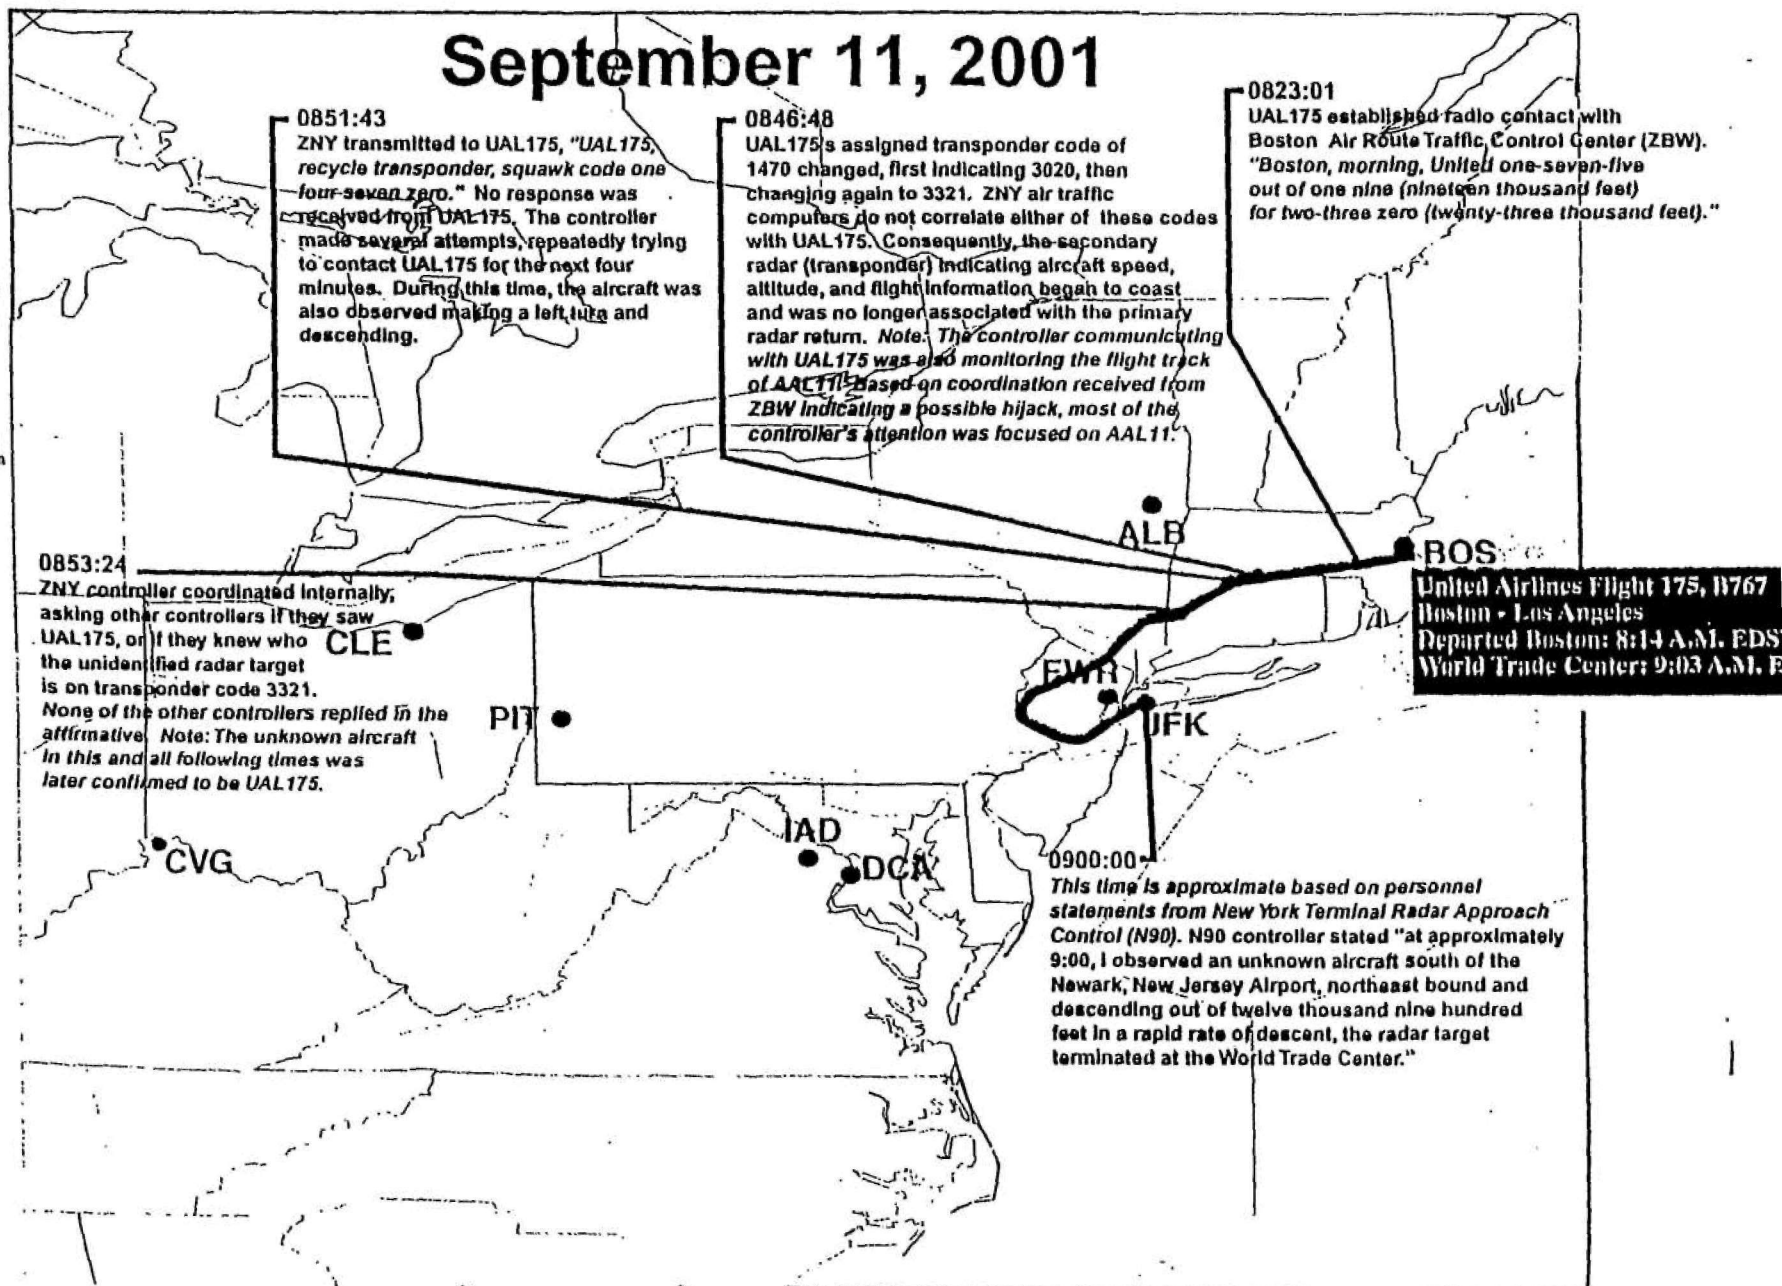 September 11, 2001
0851:43
ZNY transmitted to UAL175, "UAL175,
recycle transponder, squawk code one
four-seven zero." No response was
received from UAL175. The controller
made several attempts, repeatedly trying
to contact UAL175 for the next four
minutes. During this time, the aircraft was
also observed making a left turn and
descending.
0846:48
UAL175's assigned transponder code of
1470 changed, first indicating 3020, then
changing again to 3321. ZNY air traffic
computers do not correlate either of these codes
with UAL175. Consequently, the secondary
radar (transponder) indicating aircraft speed,
altitude, and flight information began to coast
and was no longer associated with the primary
radar return. Note: The controller communicating
with UAL175 was also monitoring the flight track
of AAL11. Based on coordination received from
ZBW indicating a possible hijack, most of the
controller's attention was focused on AAL11.
0823:01
UAL175 established radio contact with
Boston Air Route Traffic Control Center (ZBW).
"Boston, morning, United one-seven-five
out of one nine (nineteen thousand feet)
for two-three zero (twenty-three thousand feet)."
ALB
BOS
United Airlines Flight 175, B767
Boston - Los Angeles
Departed Boston: 8:14 A.M. EDS
World Trade Center: 9:03 A.M. E
0853:24
ZNY controller coordinated internally,
asking other controllers if they saw
UAL175, or if they knew who
the unidentified radar target
is on transponder code 3321.
None of the other controllers replied in the
affirmative. Note: The unknown aircraft
in this and all following times was
later confirmed to be UAL175.
CLE
EWR
PIT
JFK
IAD
DCA
CVG
0900:00
This time is approximate based on personnel
statements from New York Terminal Radar Approach
Control (N90). N90 controller stated "at approximately
9:00, I observed an unknown aircraft south of the
Newark, New Jersey Airport, northeast bound and
descending out of twelve thousand nine hundred
feet in a rapid rate of descent, the radar target
terminated at the World Trade Center."